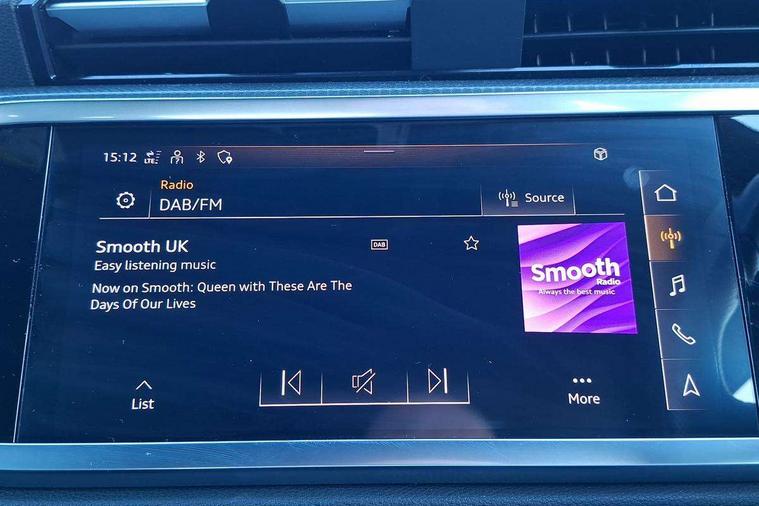 15:12 LTE
Radio
DAB/FM
Source
Smooth UK
DAB
Easy listening music
Now on Smooth: Queen with These Are The
Days Of Our Lives
Smooth
Radio
Always the best music
List
More